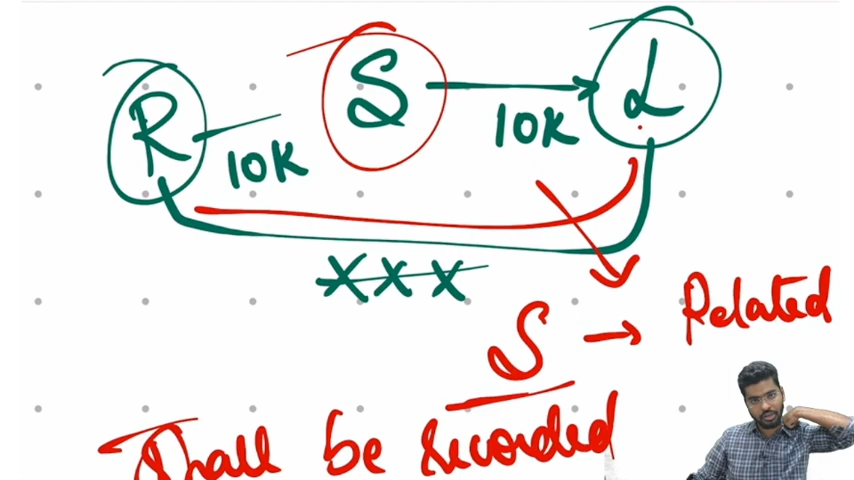 R S L
10K 10K
XXX
S → Related
Shall be recorded